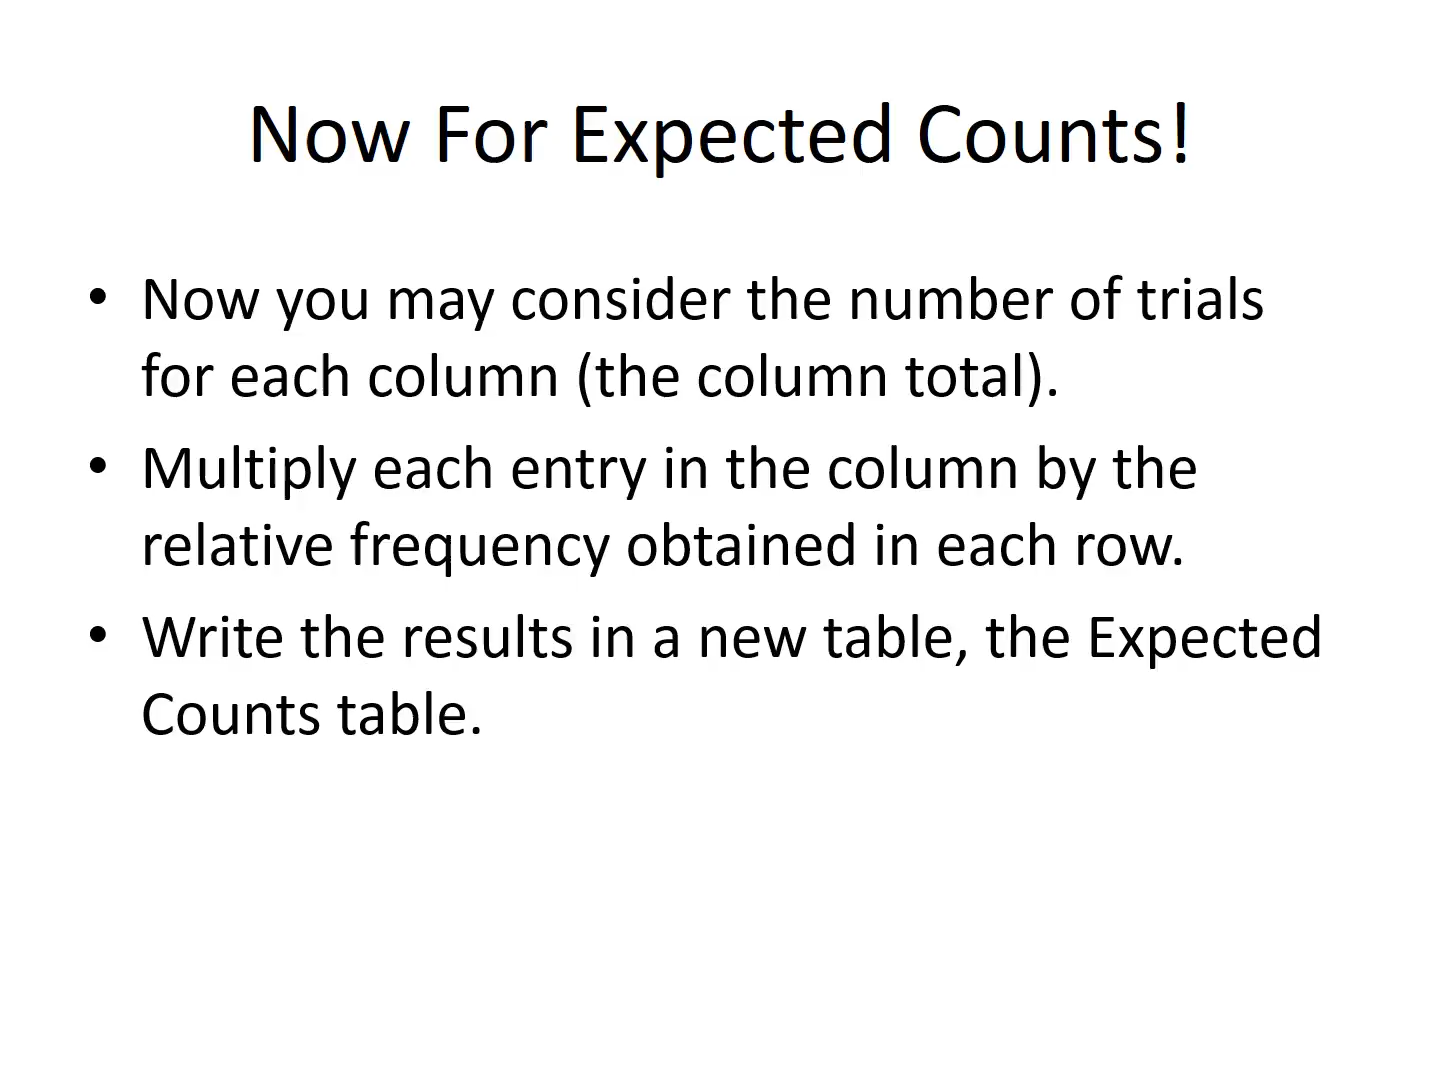 Now For Expected Counts!
• Now you may consider the number of trials
for each column (the column total).
• Multiply each entry in the column by the
relative frequency obtained in each row.
• Write the results in a new table, the Expected
Counts table.